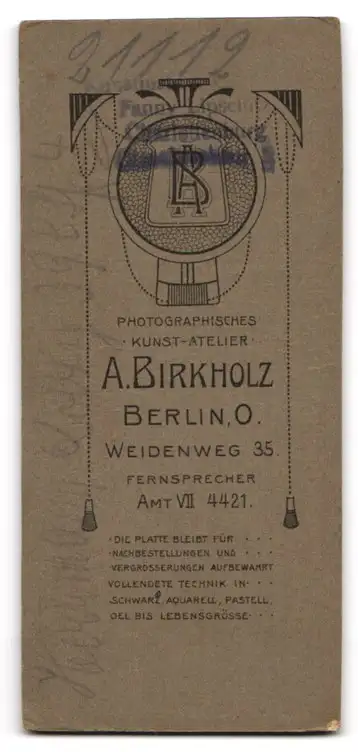 21112
AB
PHOTOGRAPHISCHES
· KUNST-ATELIER ·
A. BIRKHOLZ
BERLIN, O.
WEIDENWEG 35.
FERNSPRECHER
AMT VII 4421.
· DIE PLATTE BLEIBT FÜR · · ·
· NACHBESTELLUNGEN UND · · ·
VERGRÖSSERUNGEN AUFBEWAHRT
VOLLENDETE TECHNIK IN · · ·
SCHWARZ, AQUARELL, PASTELL,
OEL BIS LEBENSGRÖSSE · · ·